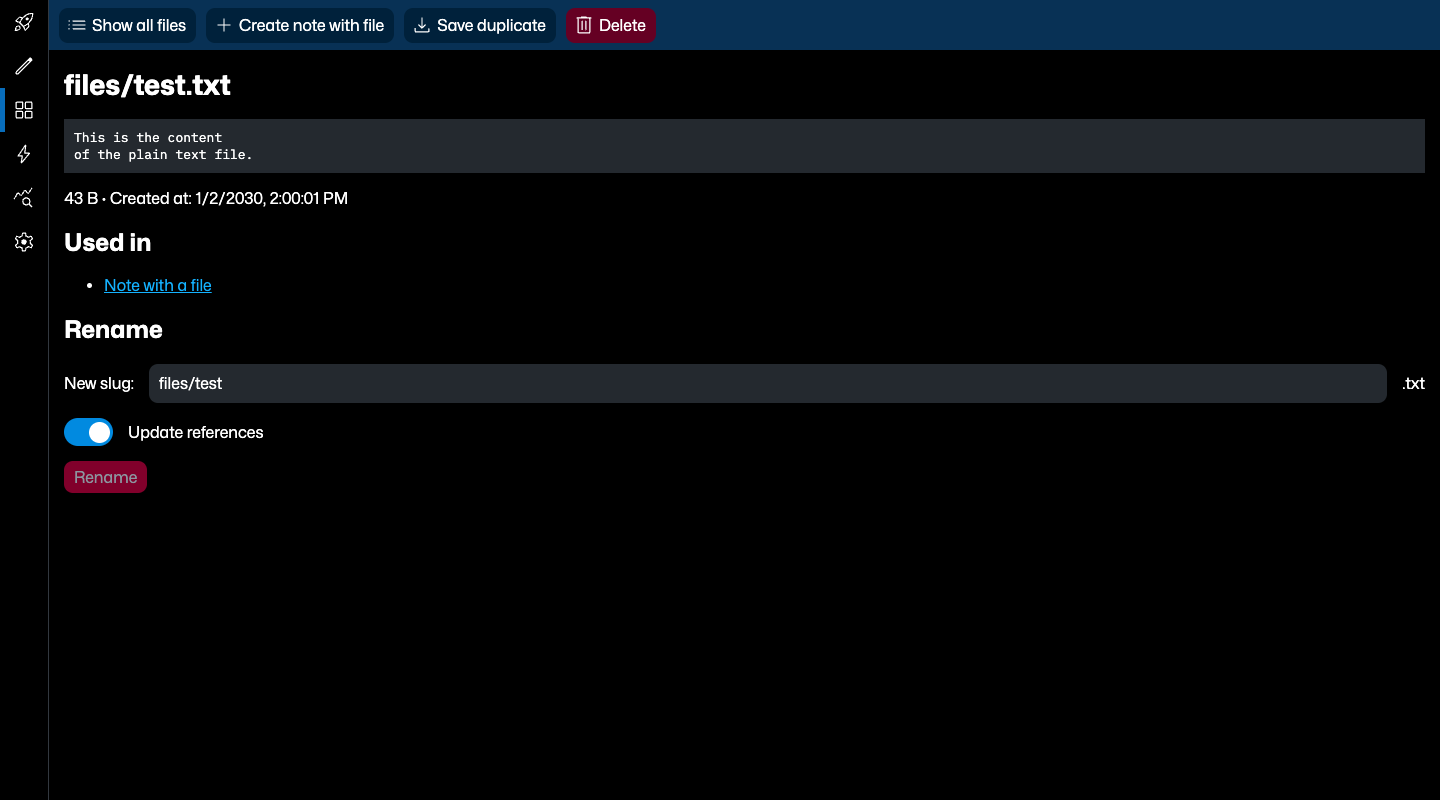 Show all files
Create note with file
Save duplicate
Delete
files/test.txt
This is the content
of the plain text file.
43 B • Created at: 1/2/2030, 2:00:01 PM
Used in
Note with a file
Rename
New slug: files/test .txt
Update references
Rename